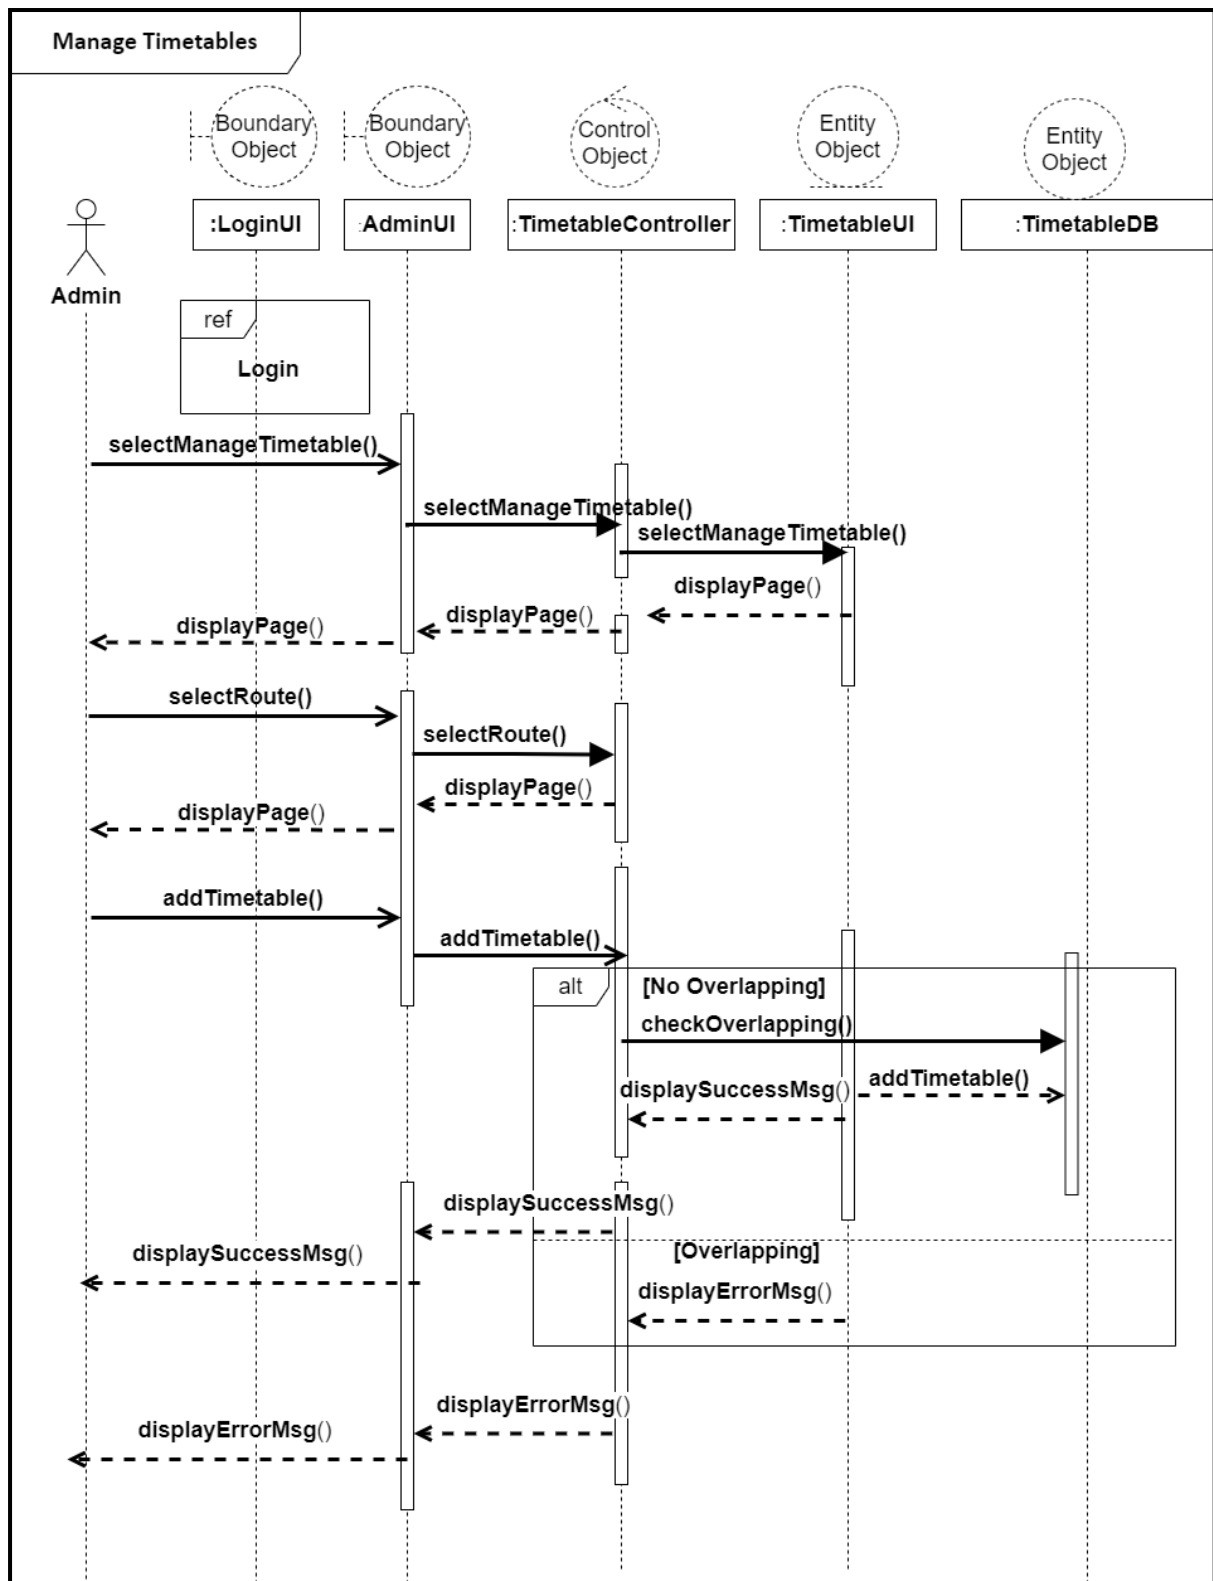 Manage Timetables
Boundary
Object
Boundary
Object
Control
Object
Entity
Object
Entity
Object
:LoginUI
:AdminUI
:TimetableController
:TimetableUI
:TimetableDB
Admin
ref
Login
selectManageTimetable()
selectManageTimetable()
selectManageTimetable()
displayPage()
displayPage()
displayPage()
selectRoute()
selectRoute()
displayPage()
displayPage()
addTimetable()
addTimetable()
alt
[No Overlapping]
checkOverlapping()
addTimetable()
displaySuccessMsg()
displaySuccessMsg()
displaySuccessMsg()
[Overlapping]
displayErrorMsg()
displayErrorMsg()
displayErrorMsg()